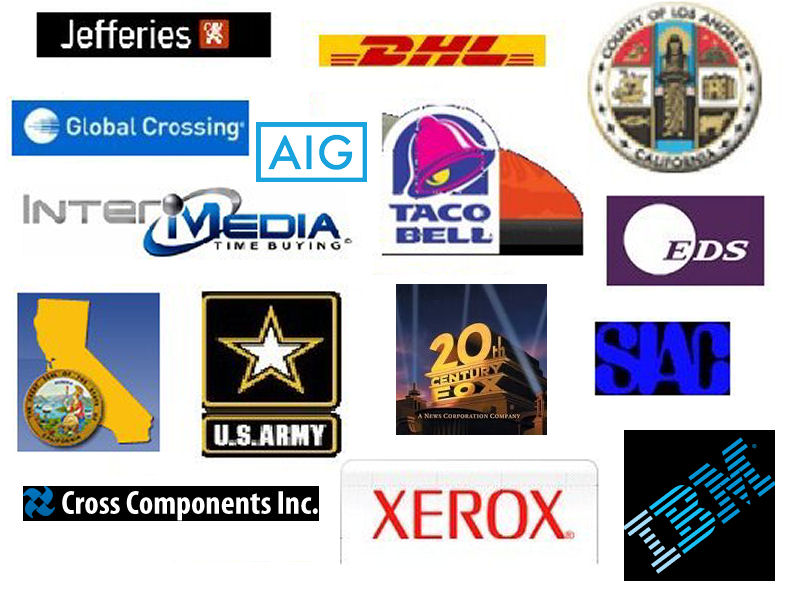 Jefferies
DHL
COUNTY OF LOS ANGELES
CALIFORNIA
Global Crossing
AIG
INTERMEDIA
TIME BUYING
TACO
BELL
EDS
20th
CENTURY
FOX
A NEWS CORPORATION COMPANY
SIAC
U.S.ARMY
Cross Components Inc.
XEROX®
IBM®